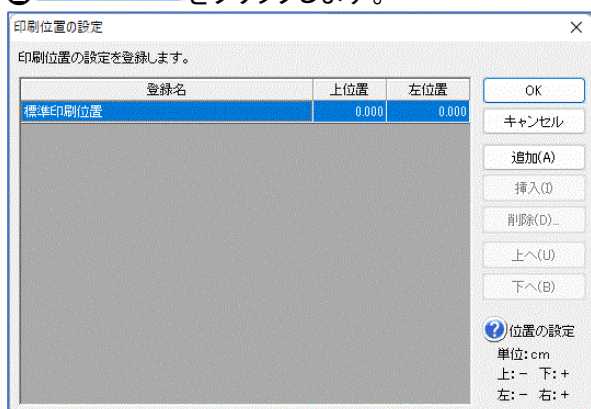 をクリックします。
印刷位置の設定
印刷位置の設定を登録します。
登録名 上位置 左位置
標準印刷位置 0.000 0.000
OK
キャンセル
追加(A)
挿入(I)
削除(D)...
上へ(U)
下へ(B)
位置の設定
単位:cm
上:- 下:+
左:- 右:+